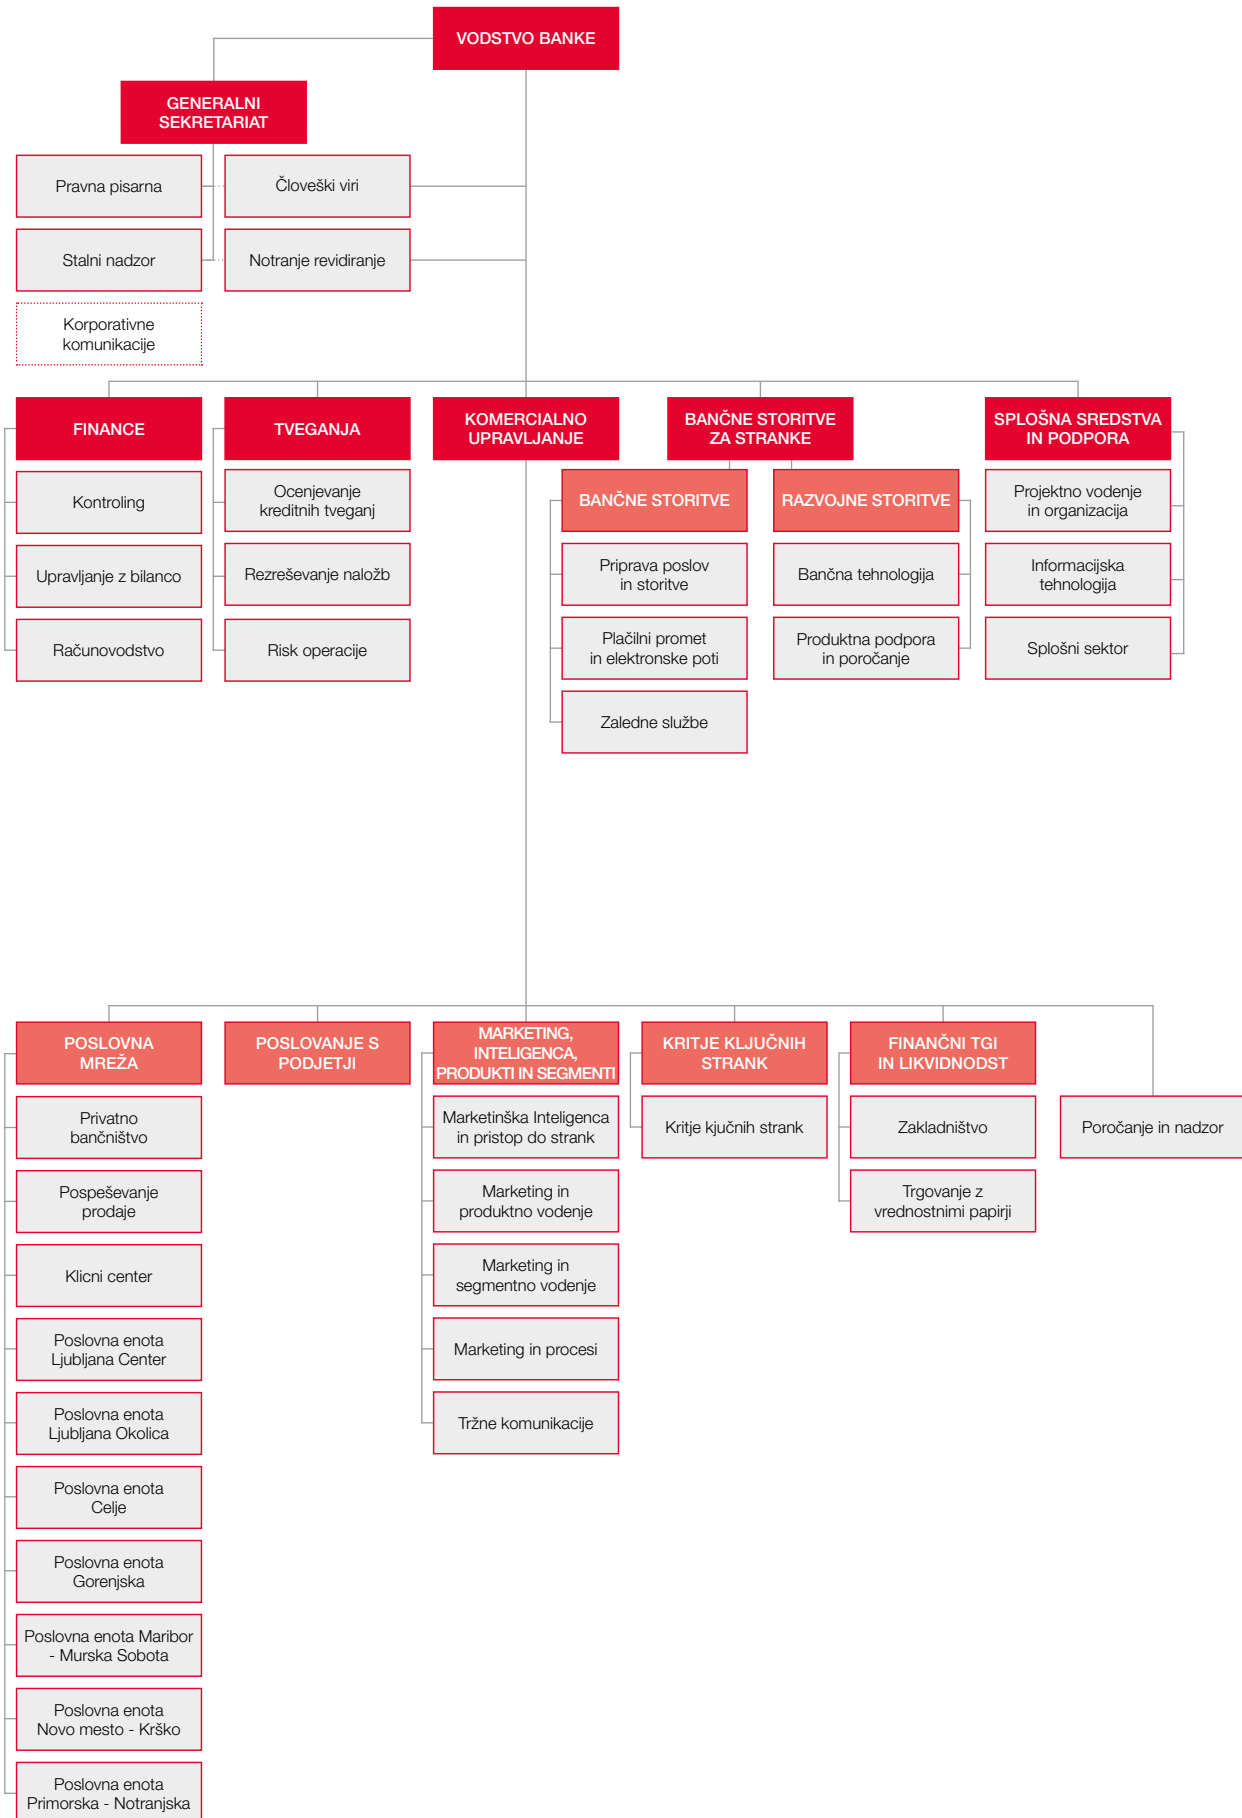 VODSTVO BANKE
GENERALNI
SEKRETARIAT
Pravna pisarna
Človeški viri
Stalni nadzor
Notranje revidiranje
Korporativne
komunikacije
FINANCE
TVEGANJA
KOMERCIALNO
UPRAVLJANJE
BANČNE STORITVE
ZA STRANKE
SPLOŠNA SREDSTVA
IN PODPORA
Kontroling
Upravljanje z bilanco
Računovodstvo
Ocenjevanje
kreditnih tveganj
Rezreševanje naložb
Risk operacije
BANČNE STORITVE
Priprava poslov
in storitve
Plačilni promet
in elektronske poti
Zaledne službe
RAZVOJNE STORITVE
Bančna tehnologija
Produktna podpora
in poročanje
Projektno vodenje
in organizacija
Informacijska
tehnologija
Splošni sektor
POSLOVNA
MREŽA
Privatno
bančništvo
Pospeševanje
prodaje
Klicni center
Poslovna enota
Ljubljana Center
Poslovna enota
Ljubljana Okolica
Poslovna enota
Celje
Poslovna enota
Gorenjska
Poslovna enota Maribor
- Murska Sobota
Poslovna enota
Novo mesto - Krško
Poslovna enota
Primorska - Notranjska
POSLOVANJE S
PODJETJI
MARKETING,
INTELIGENCA,
PRODUKTI IN SEGMENTI
Marketinška Inteligenca
in pristop do strank
Marketing in
produktno vodenje
Marketing in
segmentno vodenje
Marketing in procesi
Tržne komunikacije
KRITJE KLJUČNIH
STRANK
Kritje kjučnih strank
FINANČNI TGI
IN LIKVIDNODST
Zakladništvo
Trgovanje z
vrednostnimi papirji
Poročanje in nadzor